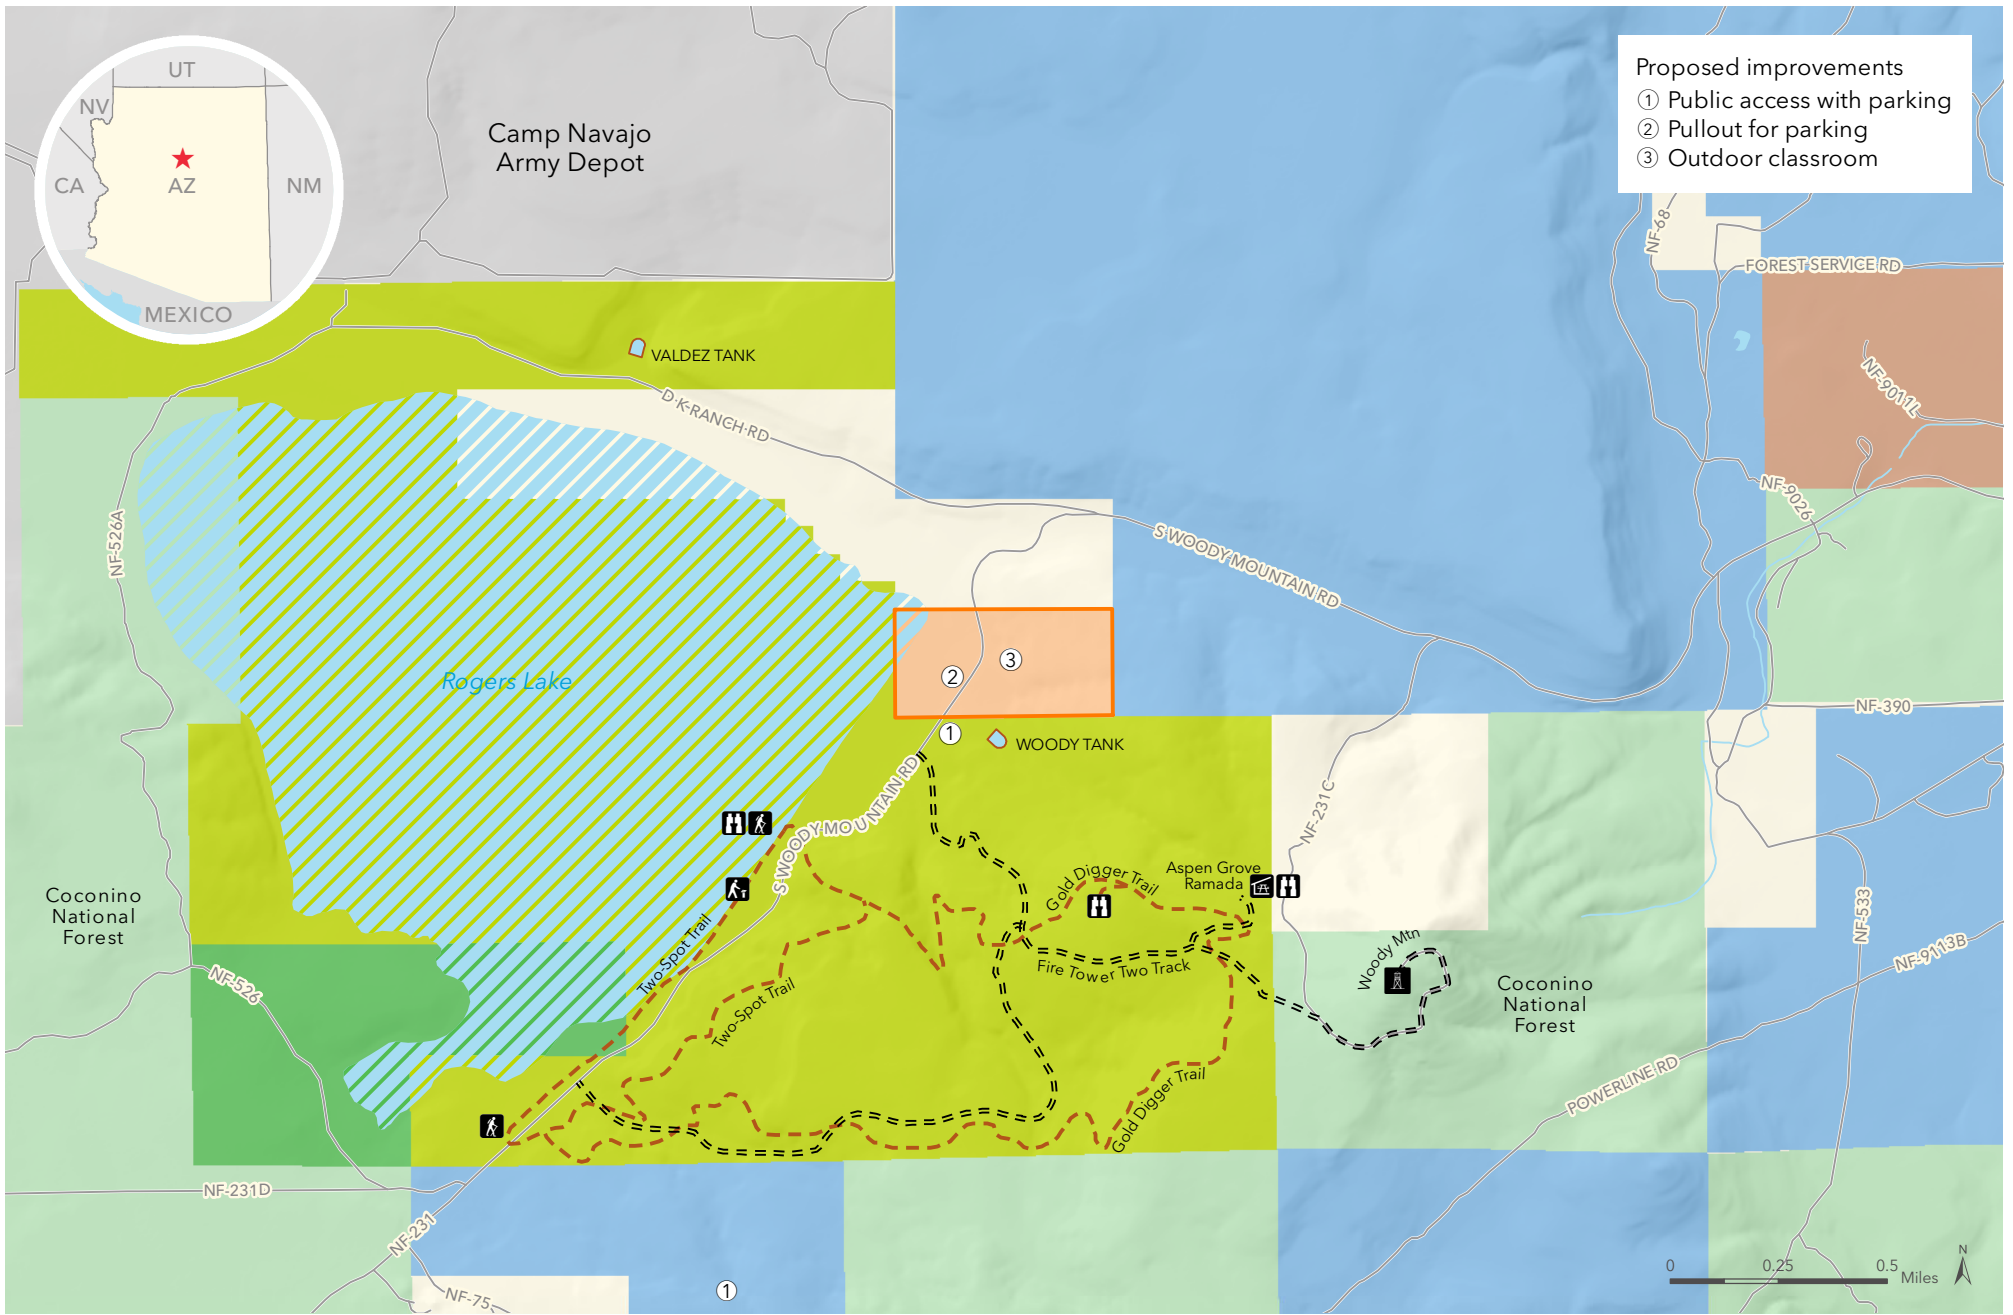 UT
NV
CA
AZ
NM
MEXICO
Camp Navajo
Army Depot
Proposed improvements
① Public access with parking
② Pullout for parking
③ Outdoor classroom
NF-68
FOREST SERVICE RD
VALDEZ TANK
D K RANCH RD
NF-9011L
NF-9026
NF-526A
S WOODY MOUNTAIN RD
Rogers Lake
②
③
①
WOODY TANK
NF-390
S WOODY MOUNTAIN RD
NF-231C
Aspen Grove
Ramada
Gold Digger Trail
Coconino
National
Forest
Two-Spot Trail
NF-533
NF-9113B
Woody Mtn
Fire Tower Two Track
NF-526
Two-Spot Trail
Coconino
National
Forest
POWERLINE RD
Gold Digger Trail
NF-231D
NF-231
NF-75
①
0 0.25 0.5
Miles
N